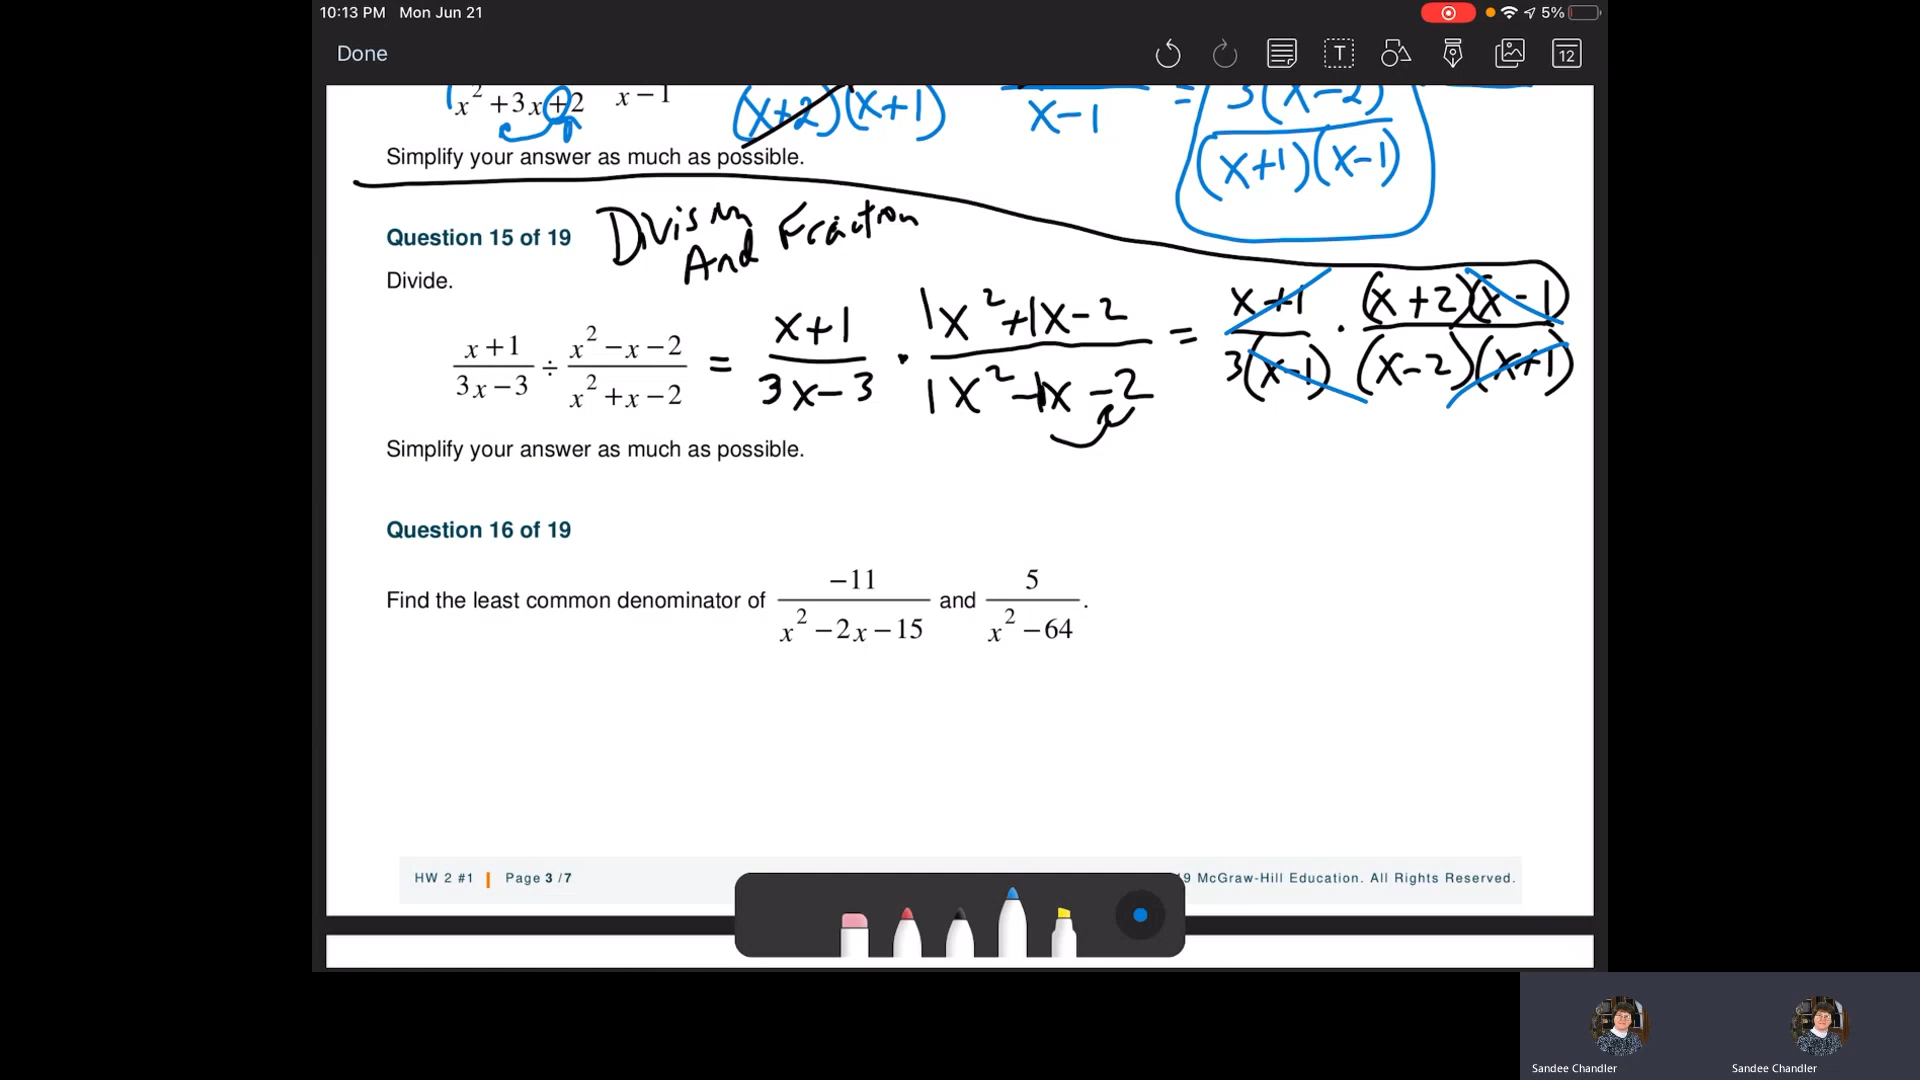 10:13 PM Mon Jun 21
5%
Done
T
12
x² +3x+2 x−1
(x+2)(x+1) x−1 = 3(x−2)
(x+1)(x−1)
Simplify your answer as much as possible.
Question 15 of 19
And Fraction
Divide.
x+1 / 3x−3 ÷ x²−x−2 / x²+x−2 = x+1 / 3x−3 · 1x²+1x−2 / 1x²−1x−2 = x+1 / 3(x−1) · (x+2)(x−1) / (x−2)(x+1)
Simplify your answer as much as possible.
Question 16 of 19
Find the least common denominator of −11 / x²−2x−15 and 5 / x²−64.
HW 2 #1 | Page 3 / 7 9 McGraw-Hill Education. All Rights Reserved.
Sandee Chandler Sandee Chandler